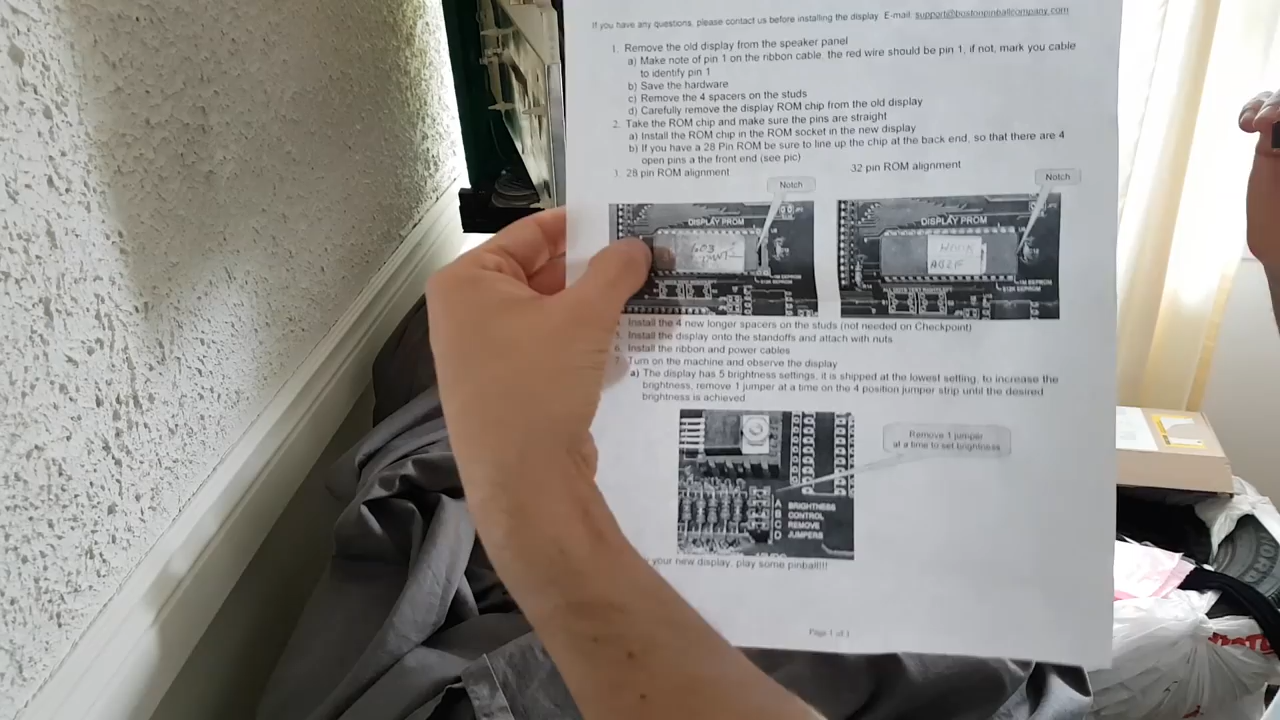 If you have any questions, please contact us before installing the display. E-mail: support@bostonpinballcompany.com
1. Remove the old display from the speaker panel
a) Make note of pin 1 on the ribbon cable, the red wire should be pin 1, if not, mark you cable
to identify pin 1
b) Save the hardware
c) Remove the 4 spacers on the studs
d) Carefully remove the display ROM chip from the old display
2. Take the ROM chip and make sure the pins are straight
a) Install the ROM chip in the ROM socket in the new display
b) If you have a 28 Pin ROM be sure to line up the chip at the back end, so that there are 4
open pins a the front end (see pic)
3. 28 pin ROM alignment
32 pin ROM alignment
Notch
Notch
DISPLAY PROM
DISPLAY PROM
Install the 4 new longer spacers on the studs (not needed on Checkpoint)
5. Install the display onto the standoffs and attach with nuts
6. Install the ribbon and power cables
7. Turn on the machine and observe the display
a) The display has 5 brightness settings, it is shipped at the lowest setting, to increase the
brightness, remove 1 jumper at a time on the 4 position jumper strip until the desired
brightness is achieved
Remove 1 jumper
at a time to set brightness
A BRIGHTNESS
B CONTROL
C REMOVE
D JUMPERS
your new display, play some pinball!!!
Page 1 of 1